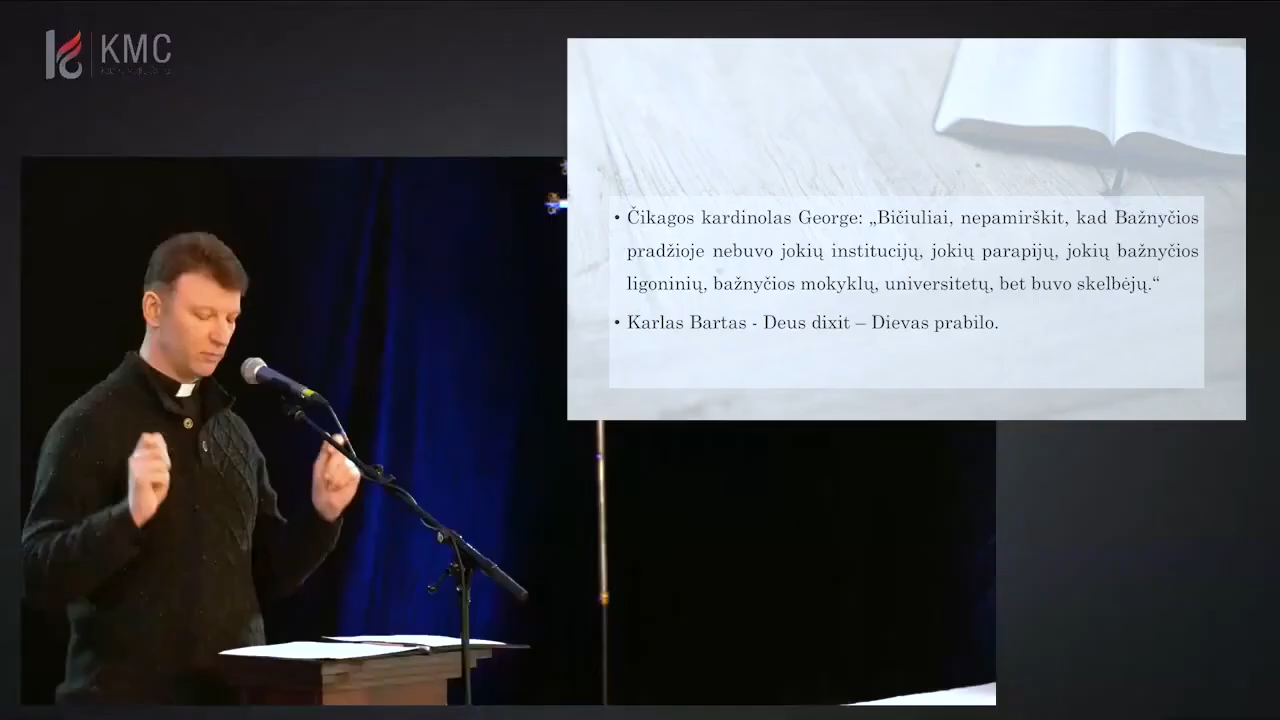 KMC
• Čikagos kardinolas George: „Bičiuliai, nepamirškit, kad Bažnyčios
pradžioje nebuvo jokių institucijų, jokių parapijų, jokių bažnyčios
ligoninių, bažnyčios mokyklų, universitetų, bet buvo skelbėjų.“
• Karlas Bartas - Deus dixit – Dievas prabilo.